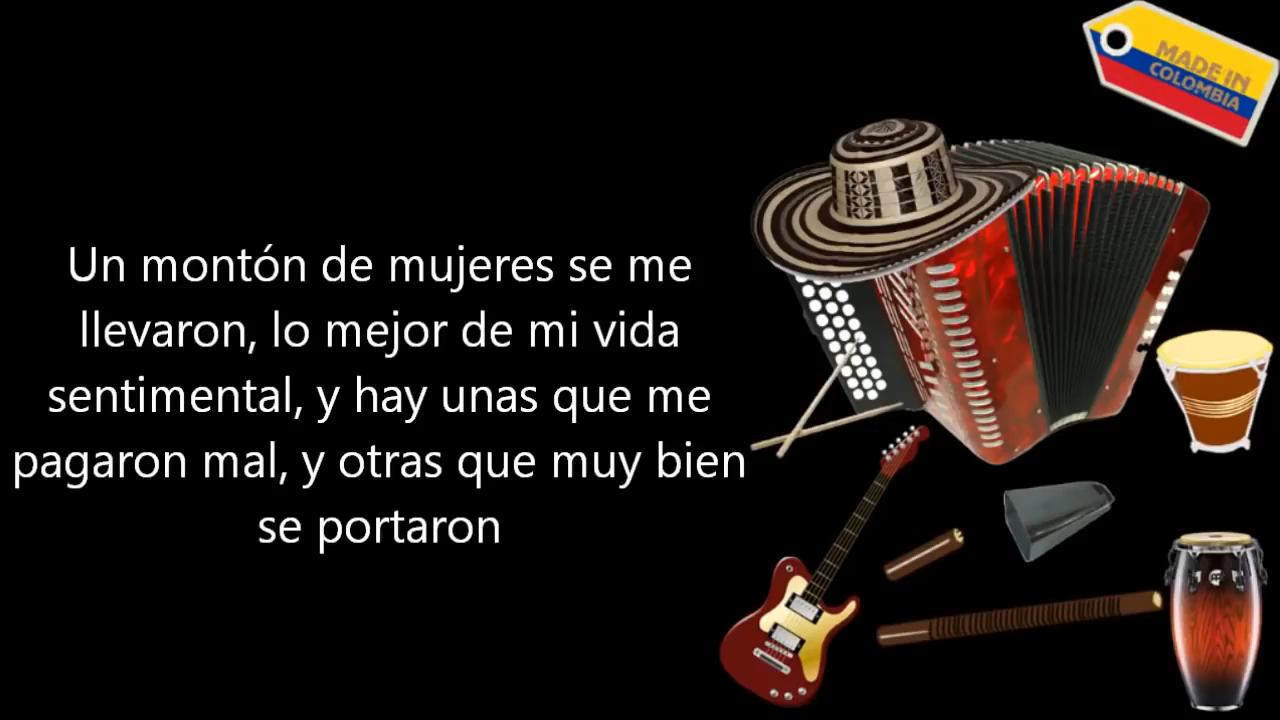 MADE IN
COLOMBIA
Un montón de mujeres se me
llevaron, lo mejor de mi vida
sentimental, y hay unas que me
pagaron mal, y otras que muy bien
se portaron